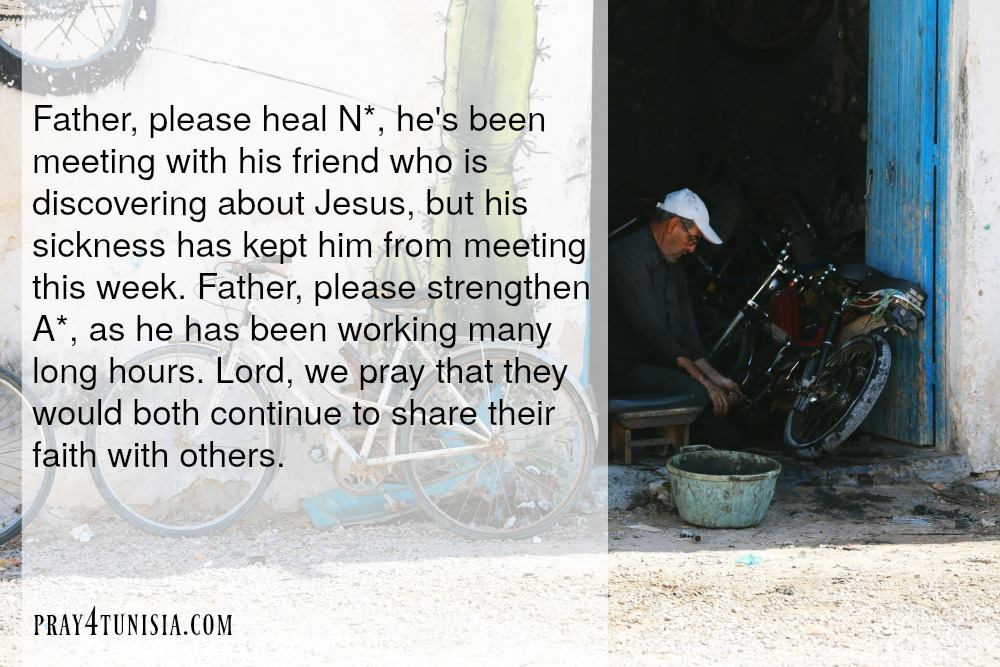 Father, please heal N*, he's been
meeting with his friend who is
discovering about Jesus, but his
sickness has kept him from meeting
this week. Father, please strengthen
A*, as he has been working many
long hours. Lord, we pray that they
would both continue to share their
faith with others.
PRAY4TUNISIA.COM